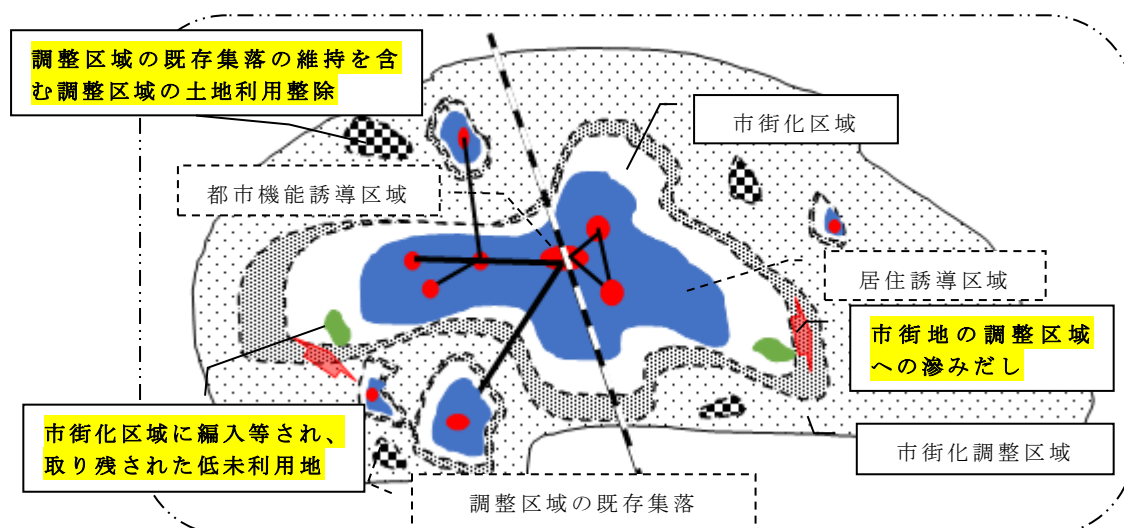 調整区域の既存集落の維持を含
む調整区域の土地利用整除
市街化区域
都市機能誘導区域
居住誘導区域
市街地の調整区域
への滲みだし
市街化区域に編入等され、
取り残された低未利用地
市街化調整区域
調整区域の既存集落